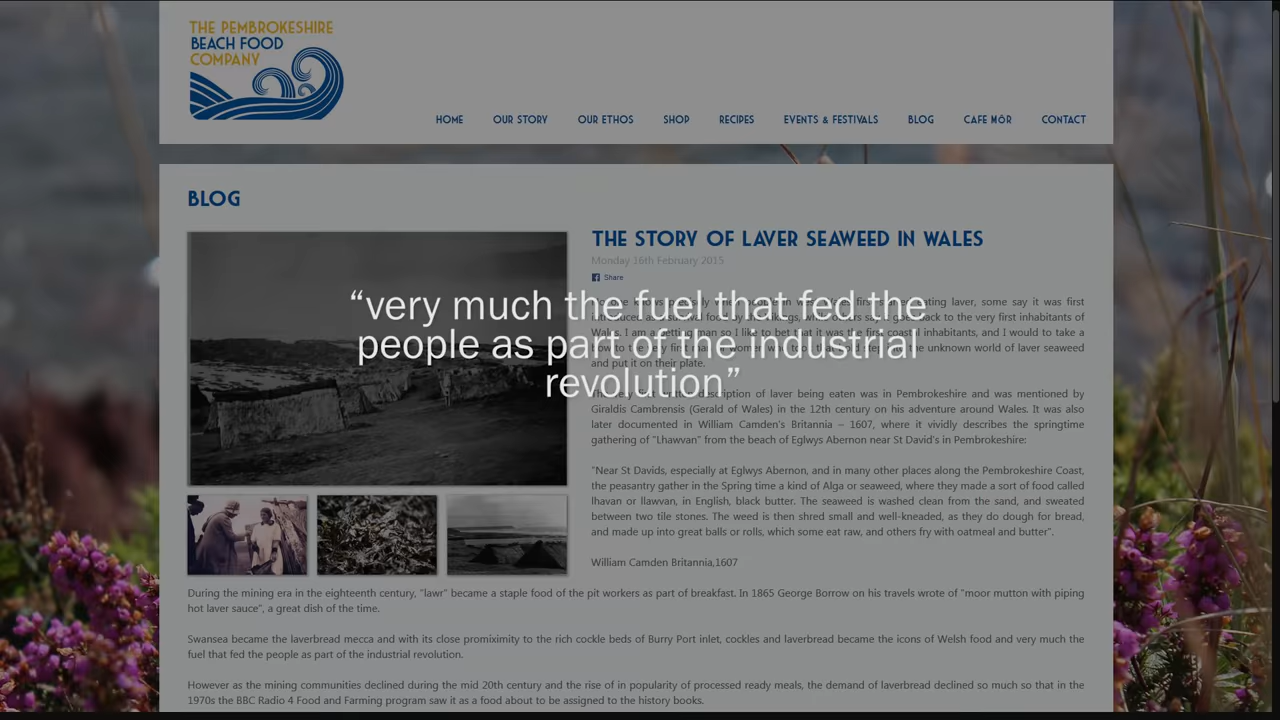 THE PEMBROKESHIRE
BEACH FOOD
COMPANY
HOME OUR STORY OUR ETHOS SHOP RECIPES EVENTS & FESTIVALS BLOG CAFE MÔR CONTACT
BLOG
THE STORY OF LAVER SEAWEED IN WALES
Monday 16th February 2015
Share
“very much the fuel that fed the
people as part of the industrial
revolution”
eating laver, some say it was first
to the very first inhabitants of
Wales, I am a betting man so I like to bet that it was the first coastal inhabitants, and I would to take a
the unknown world of laver seaweed
and put it on their plate.
description of laver being eaten was in Pembrokeshire and was mentioned by
Giraldis Cambrensis (Gerald of Wales) in the 12th century on his adventure around Wales. It was also
later documented in William Camden's Britannia – 1607, where it vividly describes the springtime
gathering of "Lhawvan" from the beach of Eglwys Abernon near St David's in Pembrokeshire:
"Near St Davids, especially at Eglwys Abernon, and in many other places along the Pembrokeshire Coast,
the peasantry gather in the Spring time a kind of Alga or seaweed, where they made a sort of food called
lhavan or llawvan, in English, black butter. The seaweed is washed clean from the sand, and sweated
between two tile stones. The weed is then shred small and well-kneaded, as they do dough for bread,
and made up into great balls or rolls, which some eat raw, and others fry with oatmeal and butter".
William Camden Britannia,1607
During the mining era in the eighteenth century, "lawr" became a staple food of the pit workers as part of breakfast. In 1865 George Borrow on his travels wrote of "moor mutton with piping
hot laver sauce", a great dish of the time.
Swansea became the laverbread mecca and with its close promiximity to the rich cockle beds of Burry Port inlet, cockles and laverbread became the icons of Welsh food and very much the
fuel that fed the people as part of the industrial revolution.
However as the mining communities declined during the mid 20th century and the rise of in popularity of processed ready meals, the demand of laverbread declined so much so that in the
1970s the BBC Radio 4 Food and Farming program saw it as a food about to be assigned to the history books.